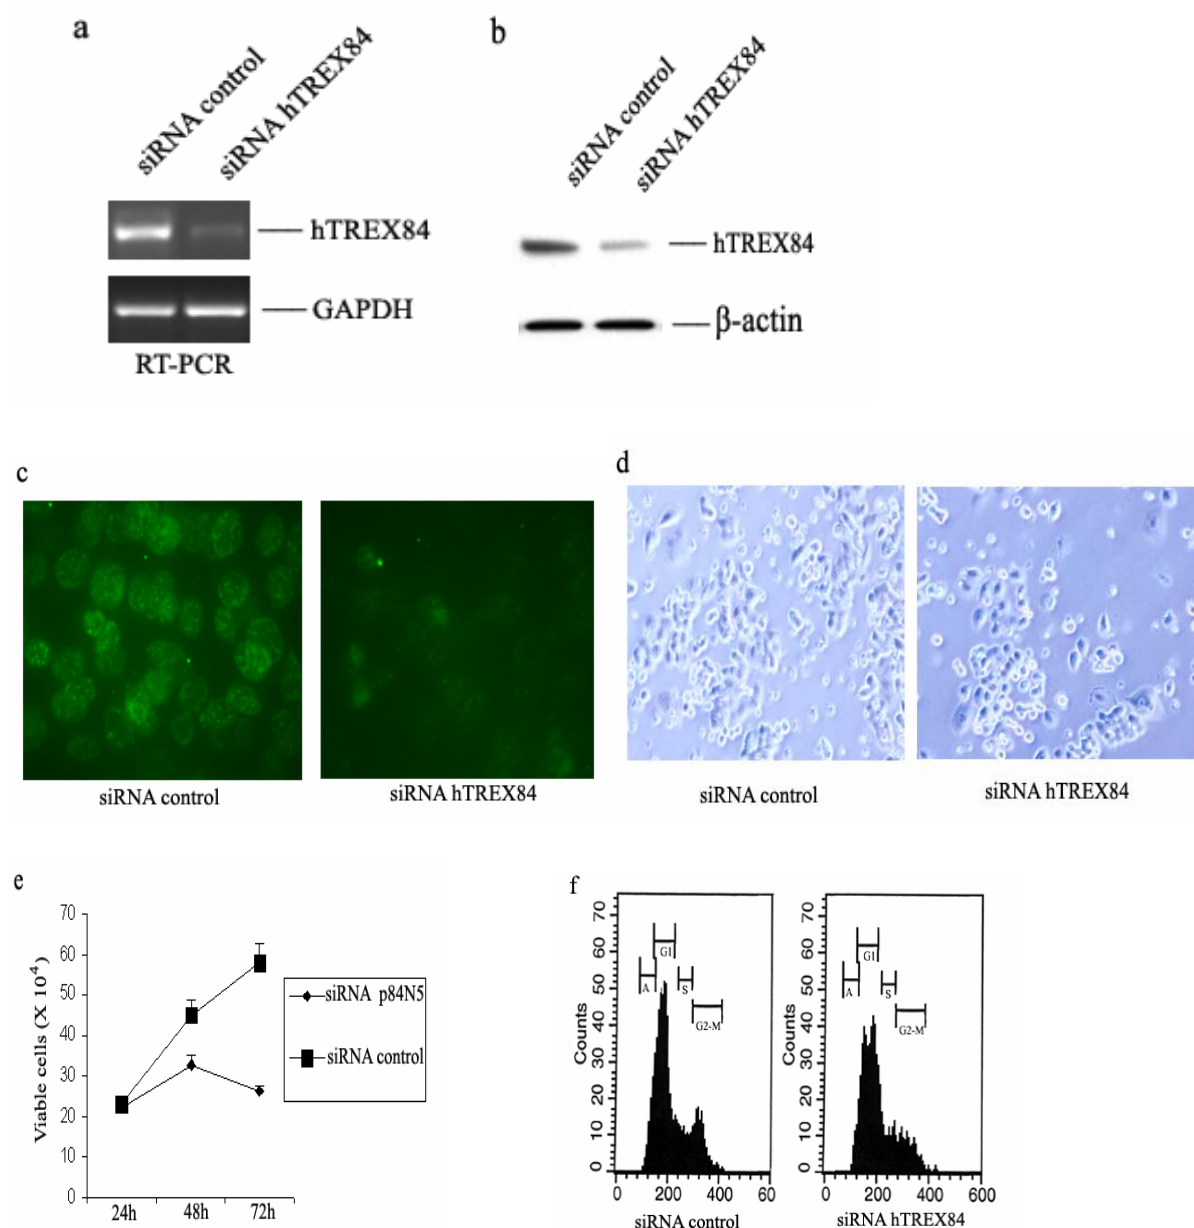 a
siRNA control
siRNA hTREX84
hTREX84
GAPDH
RT-PCR
b
siRNA control
siRNA hTREX84
hTREX84
β-actin
c
siRNA control
siRNA hTREX84
d
siRNA control
siRNA hTREX84
e
Viable cells (X 10⁴)
70
60
50
40
30
20
10
0
24h 48h 72h
siRNA p84N5
siRNA control
f
Counts
70
60
50
40
30
20
10
0
G1
A
S
G2-M
0 200 400 60
siRNA control
Counts
70
60
50
40
30
20
10
0
G1
A
S
G2-M
0 200 400 600
siRNA hTREX84